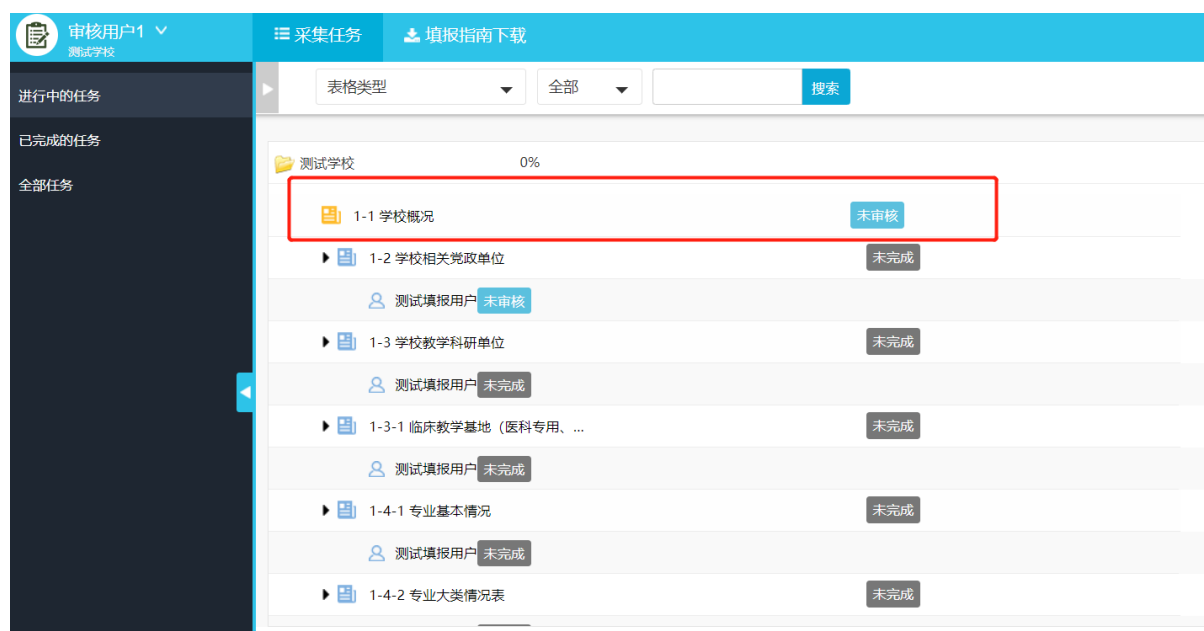 审核用户1
测试学校
采集任务
填报指南下载
进行中的任务
已完成的任务
全部任务
表格类型
全部
搜索
测试学校 0%
1-1 学校概况 未审核
1-2 学校相关党政单位 未完成
测试填报用户 未审核
1-3 学校教学科研单位 未完成
测试填报用户 未完成
1-3-1 临床教学基地（医科专用、... 未完成
测试填报用户 未完成
1-4-1 专业基本情况 未完成
测试填报用户 未完成
1-4-2 专业大类情况表 未完成